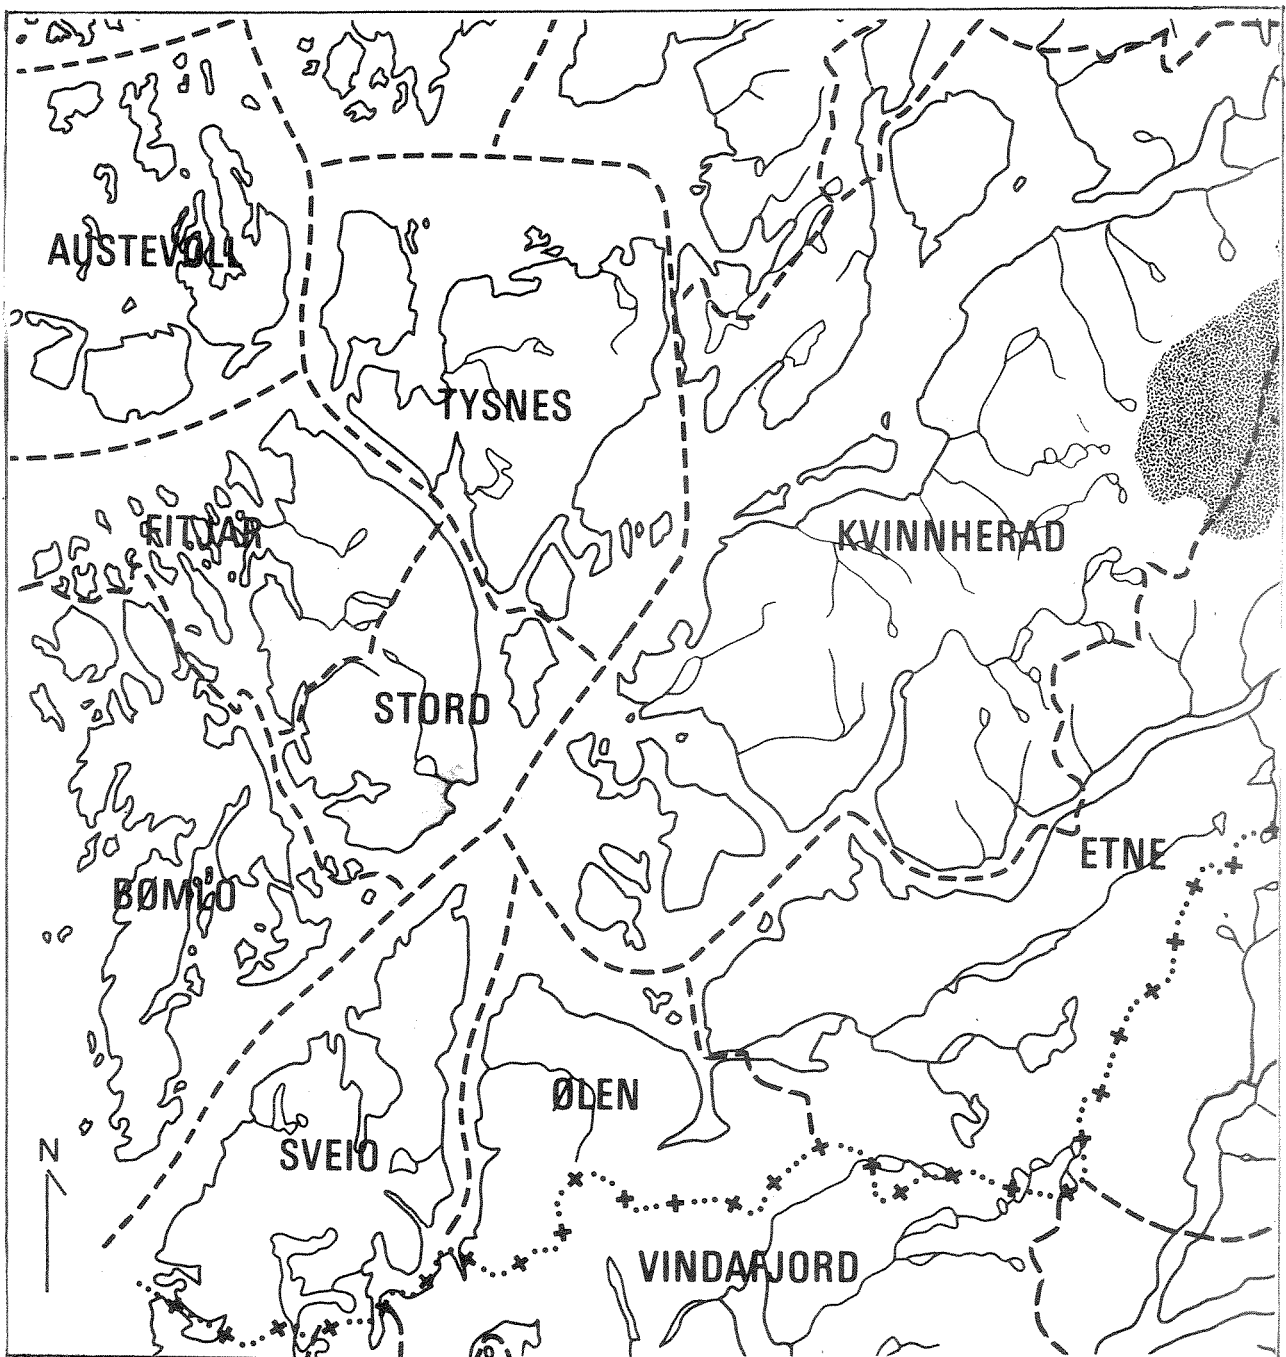 AUSTEVOLL
TYSNES
FITJAR
KVINNHERAD
STORD
ETNE
BØMLO
ØLEN
N
SVEIO
VINDAFJORD